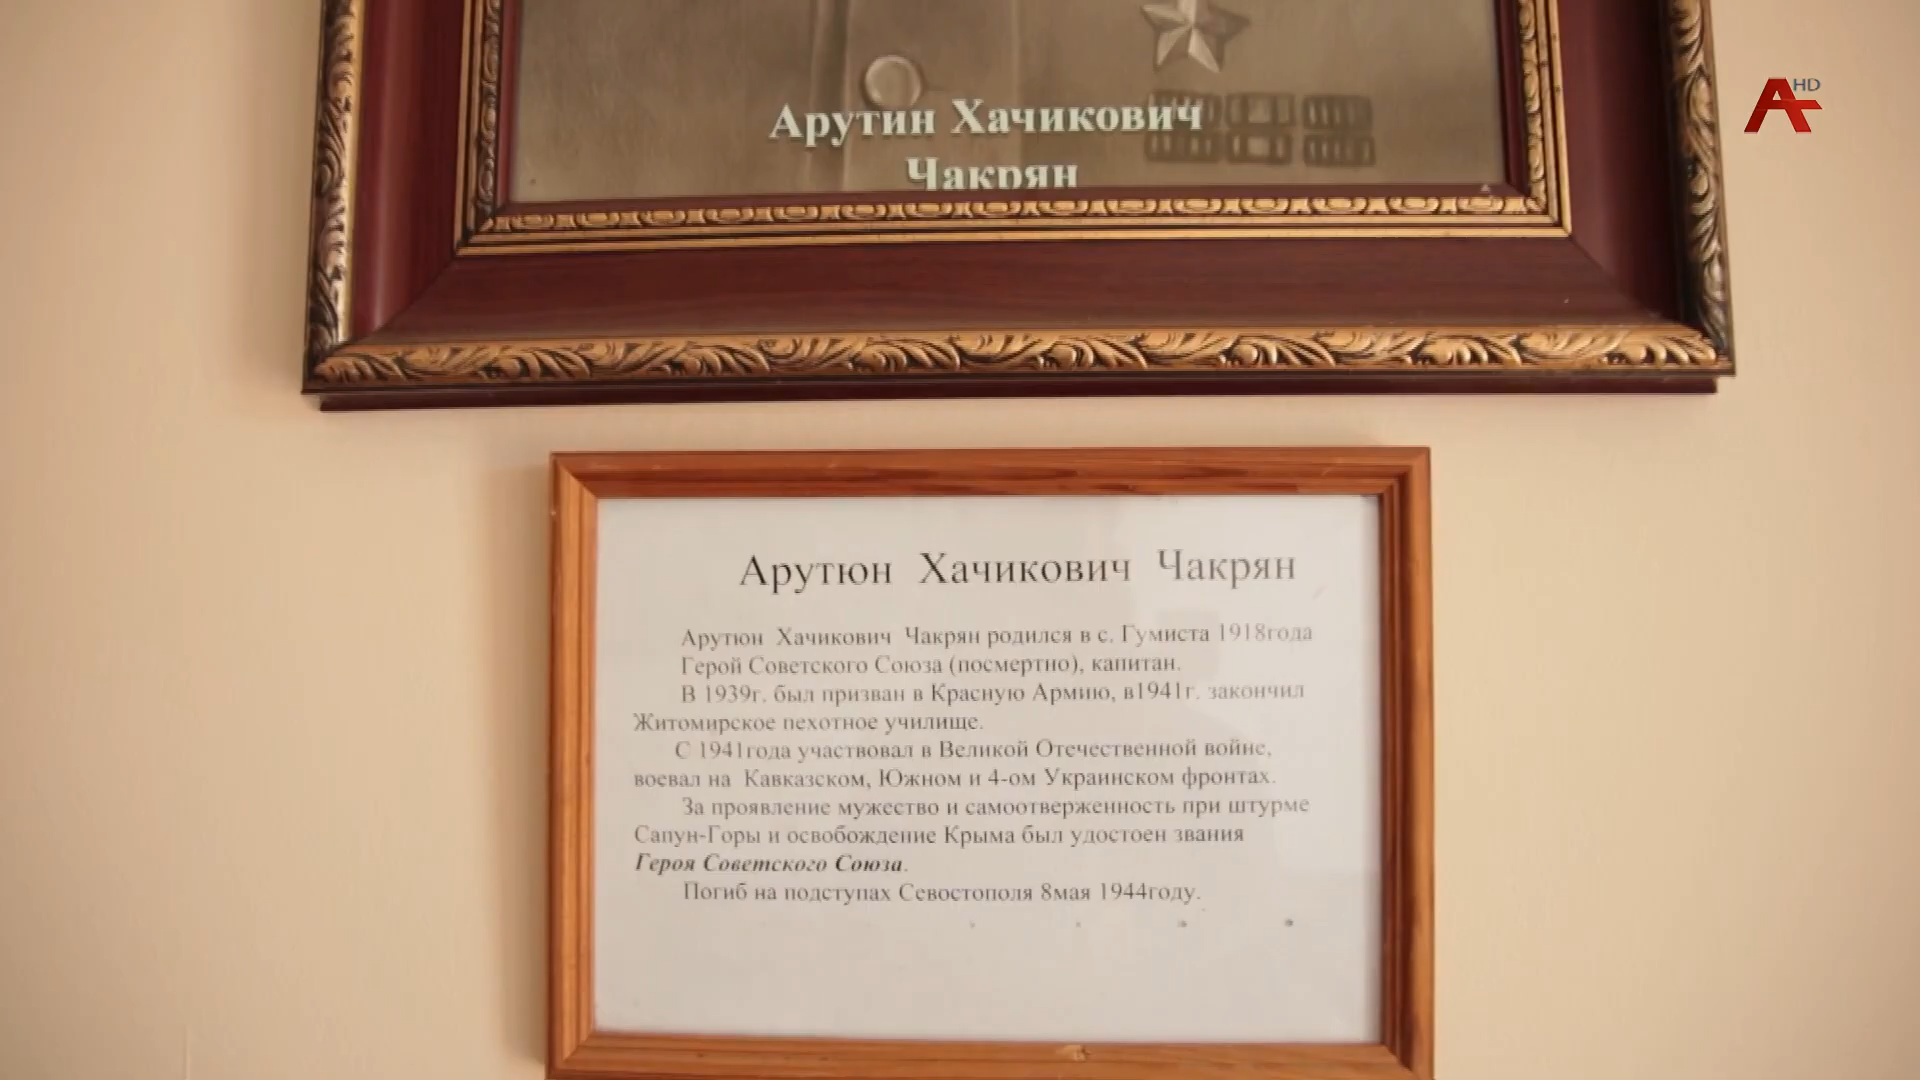 HD
Арутин Хачикович
Чакрян
Арутюн Хачикович Чакрян
Арутюн Хачикович Чакрян родился в с. Гумиста 1918года
Герой Советского Союза (посмертно), капитан.
В 1939г. был призван в Красную Армию, в1941г. закончил
Житомирское пехотное училище.
С 1941года участвовал в Великой Отечественной войне,
воевал на Кавказском, Южном и 4-ом Украинском фронтах.
За проявление мужество и самоотверженность при штурме
Сапун-Горы и освобождение Крыма был удостоен звания
Героя Советского Союза.
Погиб на подступах Севостополя 8мая 1944году.